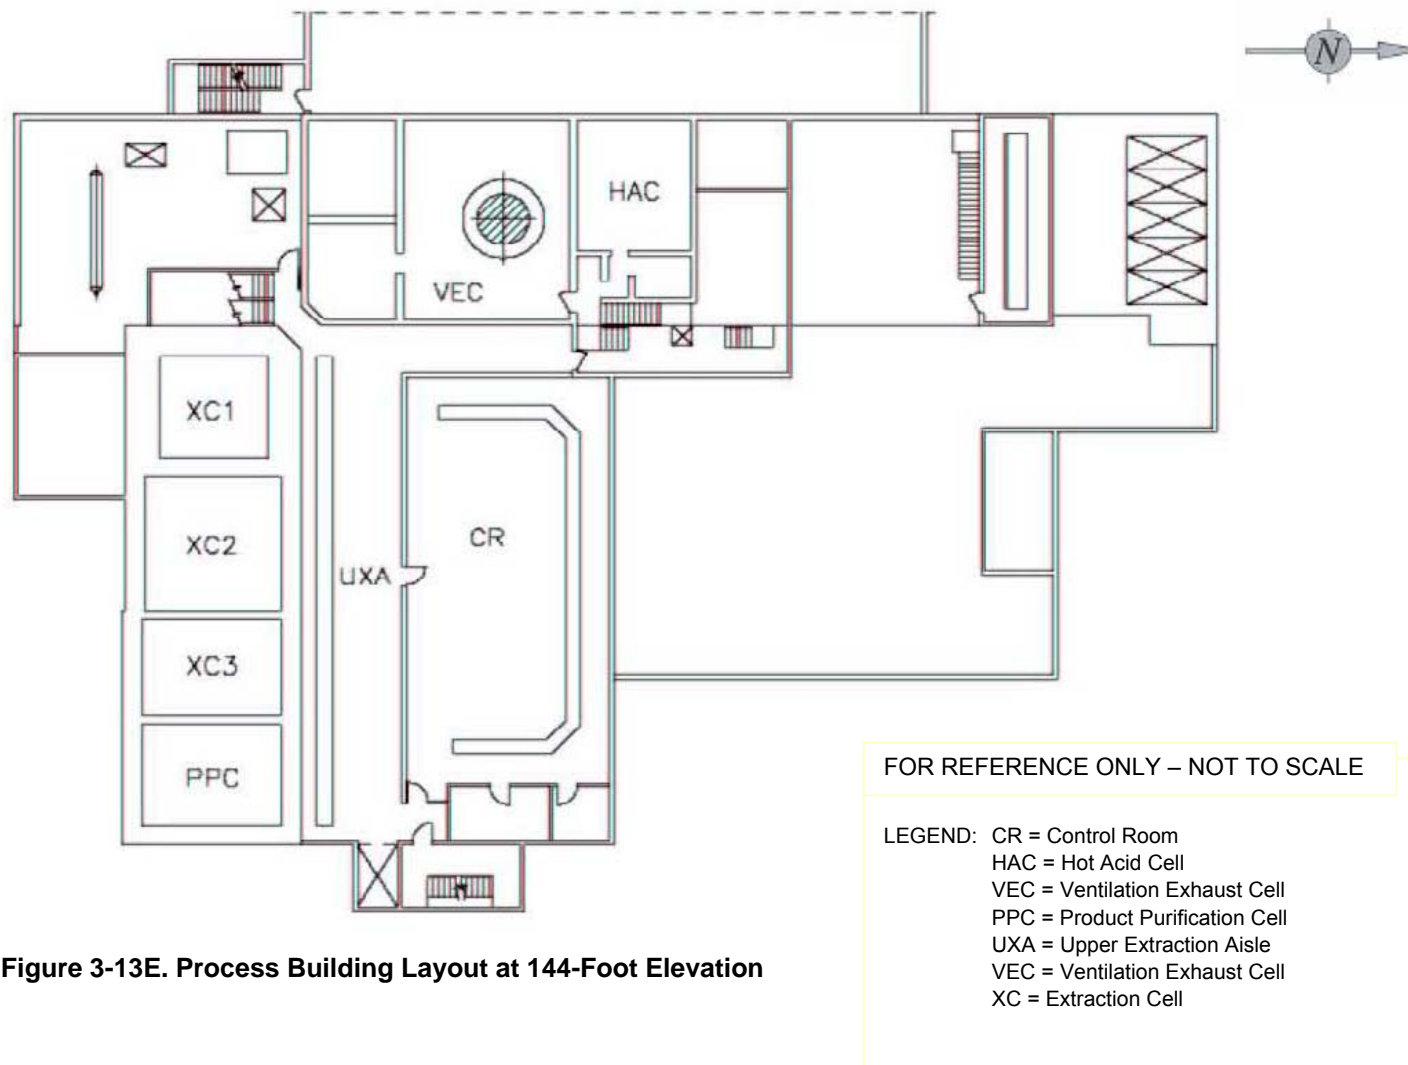 N
HAC
VEC
XC1
XC2
CR
UXA
XC3
PPC
FOR REFERENCE ONLY – NOT TO SCALE
LEGEND: CR = Control Room
HAC = Hot Acid Cell
VEC = Ventilation Exhaust Cell
PPC = Product Purification Cell
UXA = Upper Extraction Aisle
VEC = Ventilation Exhaust Cell
XC = Extraction Cell
Figure 3-13E. Process Building Layout at 144-Foot Elevation